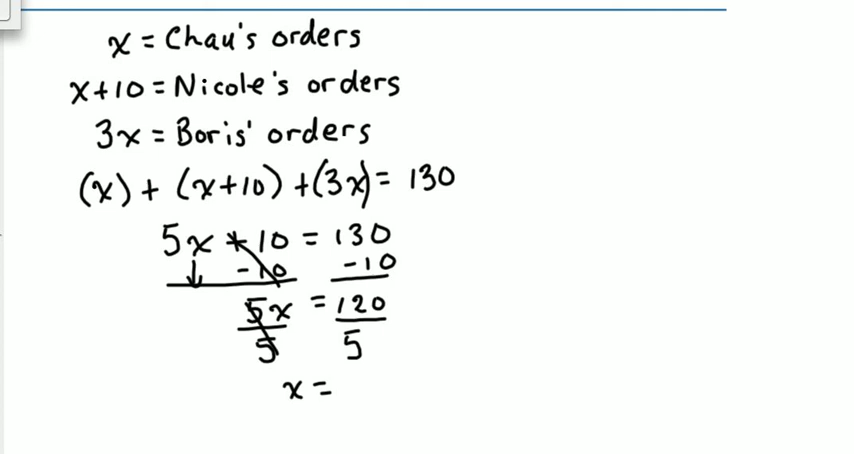 x = Chau's orders
x+10 = Nicole's orders
3x = Boris' orders
(x) + (x+10) + (3x) = 130
5x + 10 = 130
-10 -10
5x = 120
5 5
x =